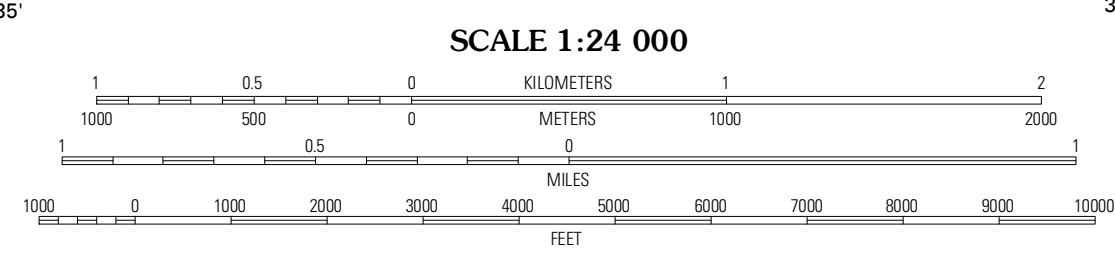 35' 3
SCALE 1:24 000
1 0.5 0 KILOMETERS 1 2
1000 500 0 METERS 1000 2000
1 0.5 0 1
MILES
1000 0 1000 2000 3000 4000 5000 6000 7000 8000 9000 10000
FEET